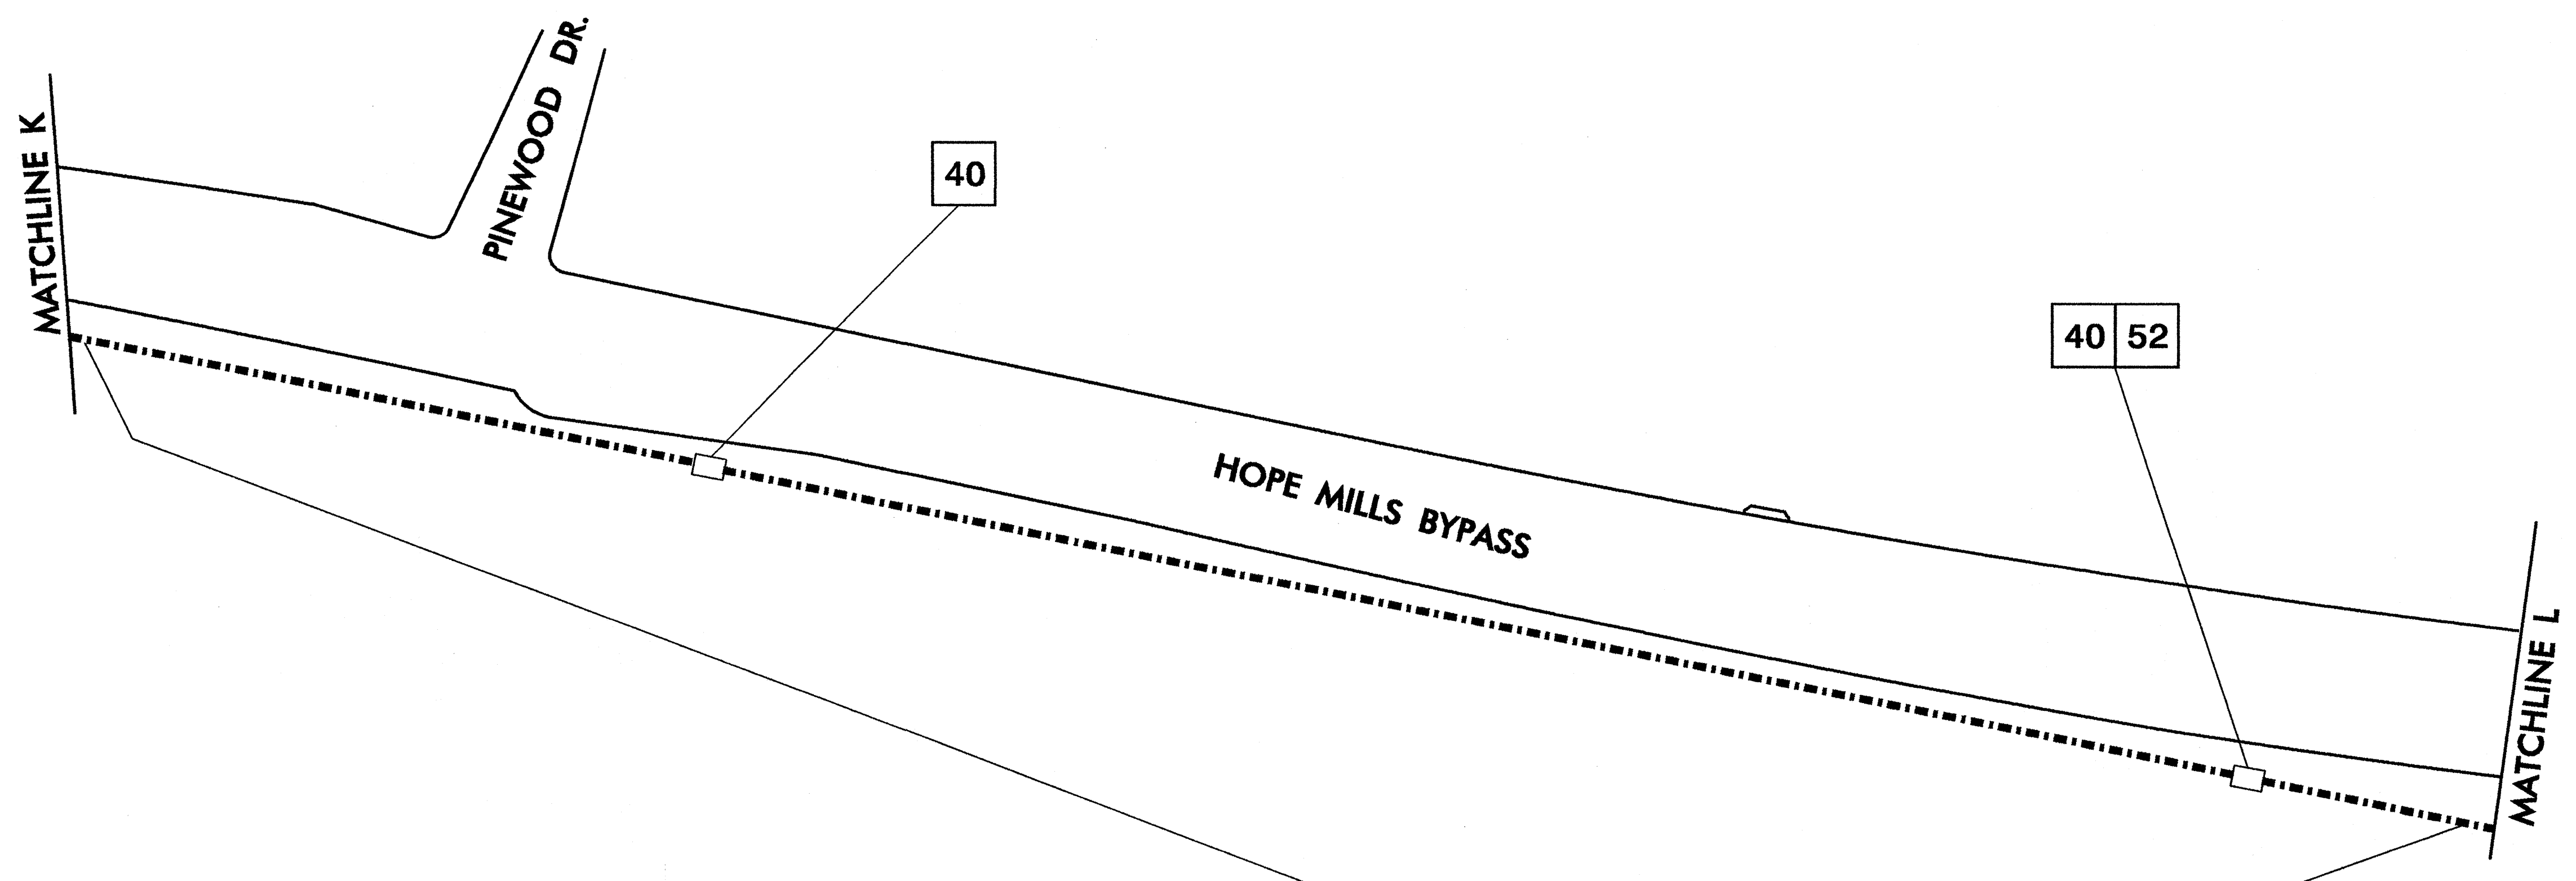 MATCHLINE K
PINEWOOD DR.
40
40 52
HOPE MILLS BYPASS
MATCHLINE L